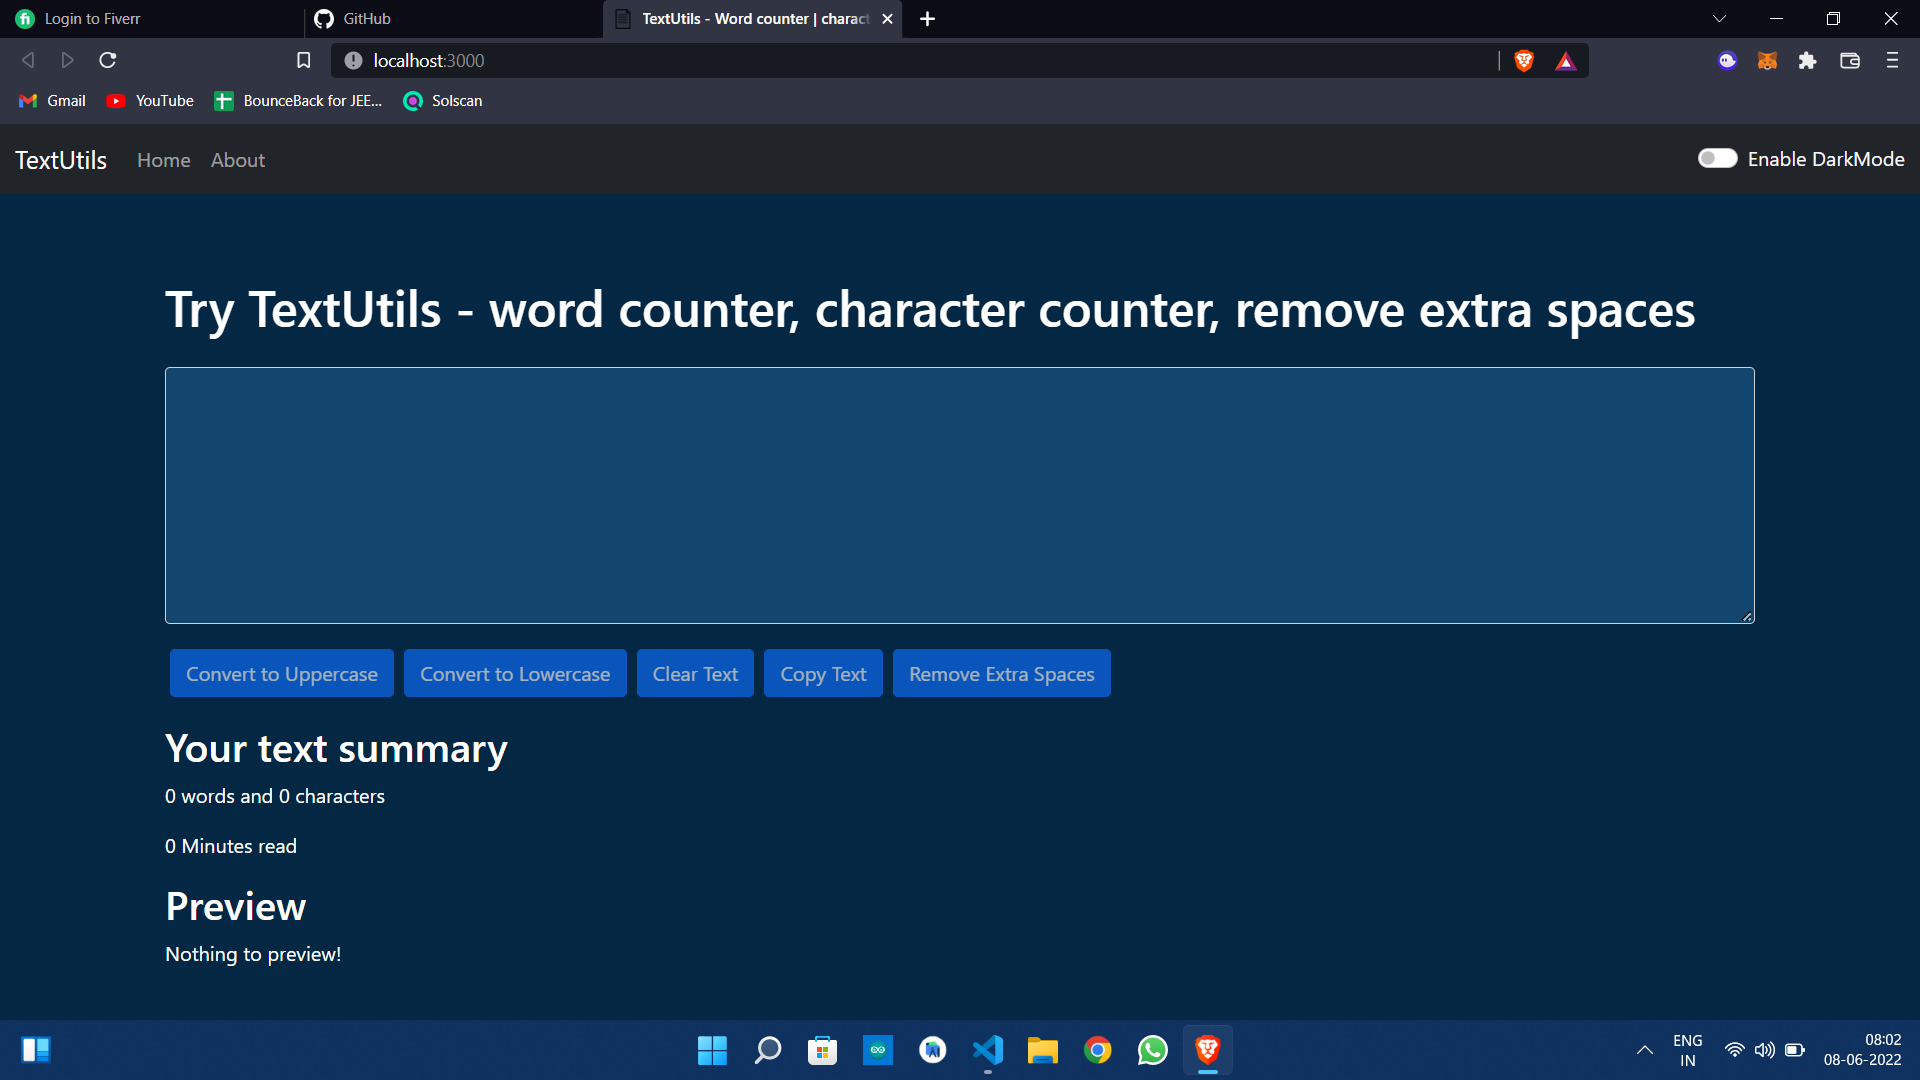 Login to Fiverr
GitHub
TextUtils - Word counter | charact
localhost:3000
Gmail
YouTube
BounceBack for JEE...
Solscan
TextUtils
Home
About
Enable DarkMode
Try TextUtils - word counter, character counter, remove extra spaces
Convert to Uppercase
Convert to Lowercase
Clear Text
Copy Text
Remove Extra Spaces
Your text summary
0 words and 0 characters
0 Minutes read
Preview
Nothing to preview!
ENG
IN
08:02
08-06-2022